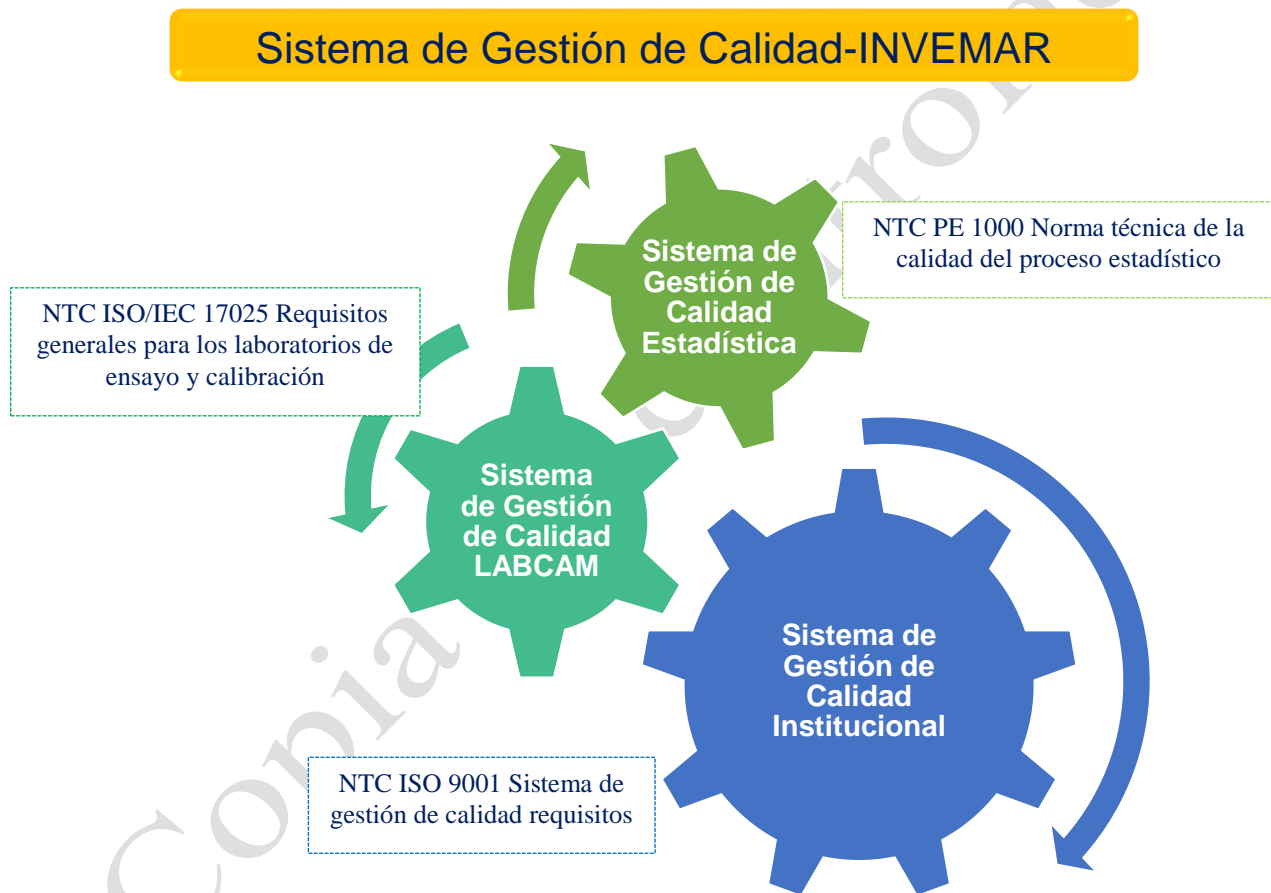 Sistema de Gestión de Calidad-INVEMAR
Sistema de
Gestión de
Calidad
Estadística
NTC PE 1000 Norma técnica de la
calidad del proceso estadístico
NTC ISO/IEC 17025 Requisitos
generales para los laboratorios de
ensayo y calibración
Sistema
de Gestión
de Calidad
LABCAM
Sistema de
Gestión de
Calidad
Institucional
NTC ISO 9001 Sistema de
gestión de calidad requisitos
Copia